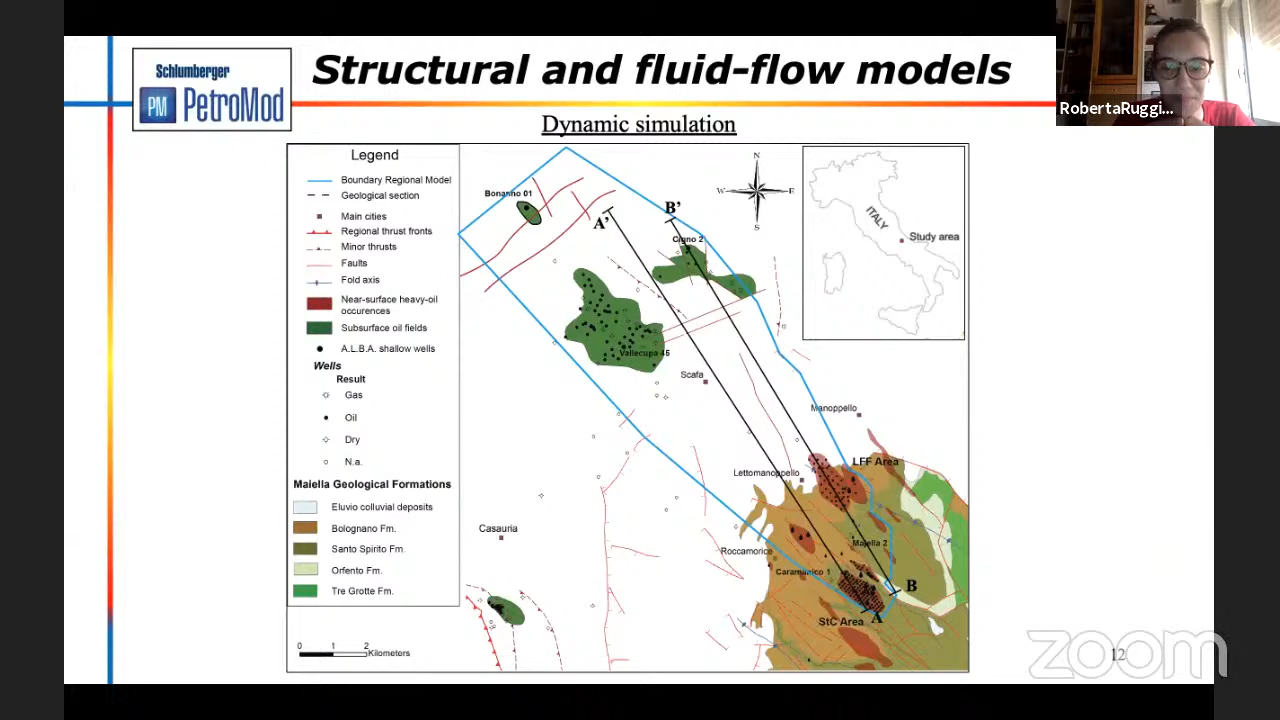 Schlumberger
PM PetroMod
Structural and fluid-flow models
RobertaRuggi...
Dynamic simulation
Legend
Boundary Regional Model
Geological section
Main cities
Regional thrust fronts
Minor thrusts
Faults
Fold axis
Near-surface heavy-oil
occurences
Subsurface oil fields
A.L.B.A. shallow wells
Wells
Result
Gas
Oil
Dry
N.a.
Maiella Geological Formations
Eluvio colluvial deposits
Bolognano Fm.
Santo Spirito Fm.
Orfento Fm.
Tre Grotte Fm.
0 1 2
Kilometers
Bonanno 01
A'
B'
Cigno 2
N
W E
S
ITALY
Study area
Vallecupa 45
Scafa
Manoppello
LFF Area
Lettomanoppello
Casauria
Majella 2
Roccamorice
Caramanico 1
B
A
StC Area
zoom
12